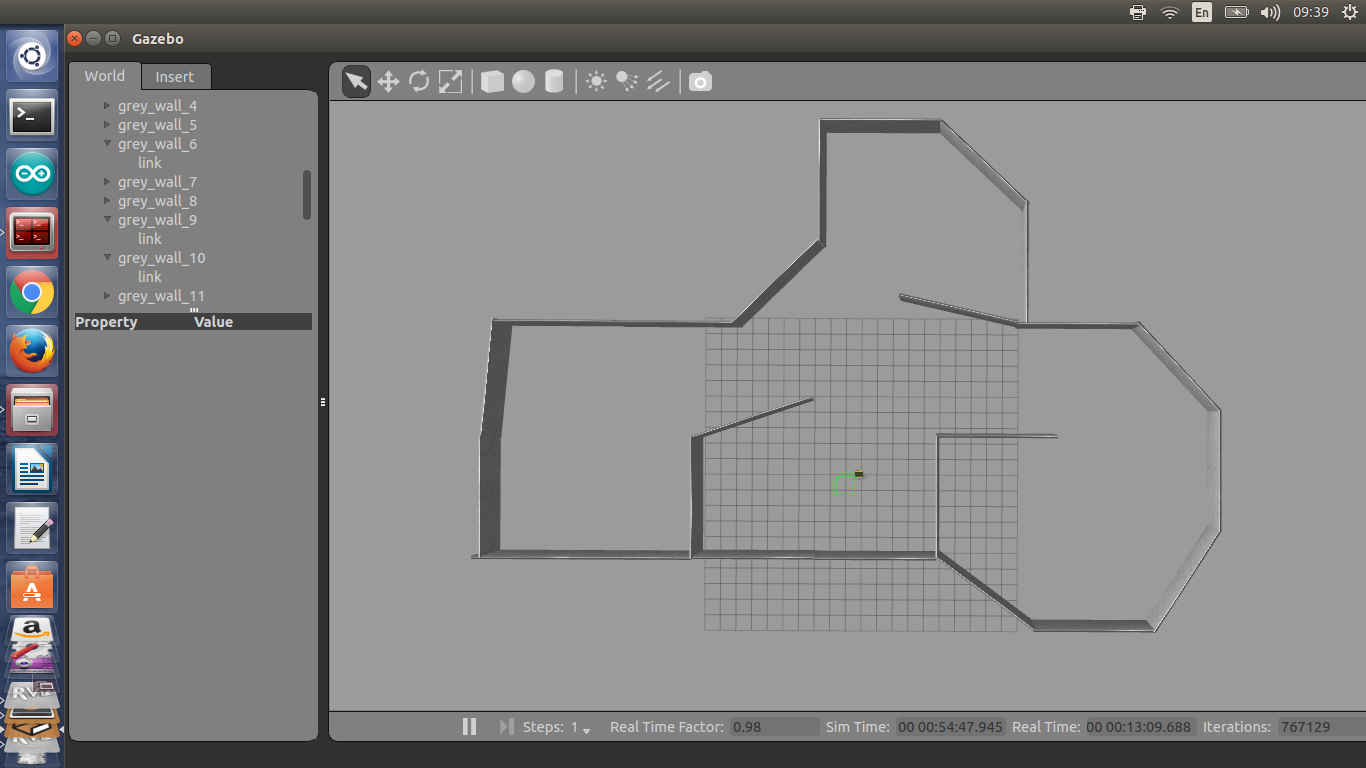 En
09:39
Gazebo
World
Insert
grey_wall_4
grey_wall_5
grey_wall_6
link
grey_wall_7
grey_wall_8
grey_wall_9
link
grey_wall_10
link
grey_wall_11
Property Value
Steps: 1 Real Time Factor: 0.98 Sim Time: 00 00:54:47.945 Real Time: 00 00:13:09.688 Iterations: 767129